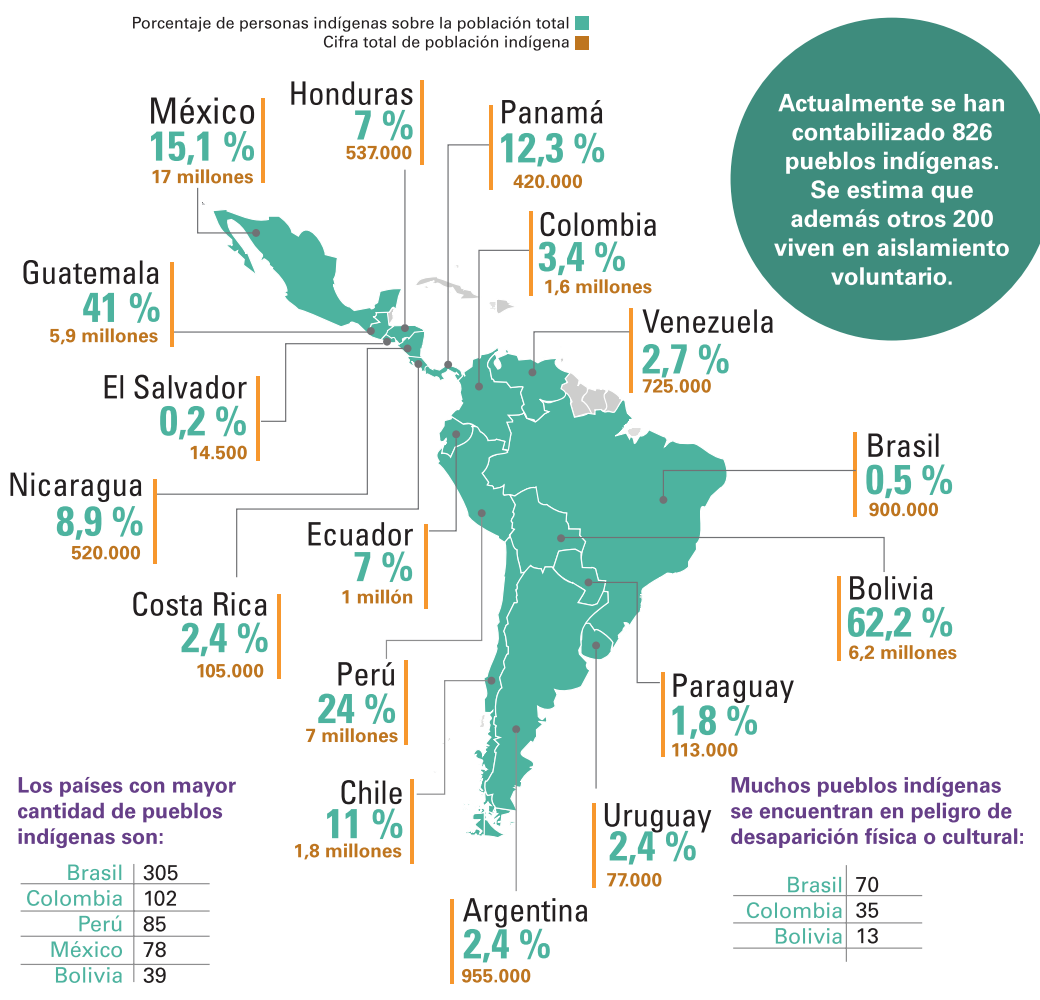 Porcentaje de personas indígenas sobre la población total
Cifra total de población indígena
Actualmente se han
contabilizado 826
pueblos indígenas.
Se estima que
además otros 200
viven en aislamiento
voluntario.
México
15,1 %
17 millones
Honduras
7 %
537.000
Panamá
12,3 %
420.000
Colombia
3,4 %
1,6 millones
Guatemala
41 %
5,9 millones
Venezuela
2,7 %
725.000
El Salvador
0,2 %
14.500
Brasil
0,5 %
900.000
Nicaragua
8,9 %
520.000
Ecuador
7 %
1 millón
Bolivia
62,2 %
6,2 millones
Costa Rica
2,4 %
105.000
Perú
24 %
7 millones
Paraguay
1,8 %
113.000
Chile
11 %
1,8 millones
Uruguay
2,4 %
77.000
Argentina
2,4 %
955.000
Los países con mayor
cantidad de pueblos
indígenas son:
Brasil 305
Colombia 102
Perú 85
México 78
Bolivia 39
Muchos pueblos indígenas
se encuentran en peligro de
desaparición física o cultural:
Brasil 70
Colombia 35
Bolivia 13